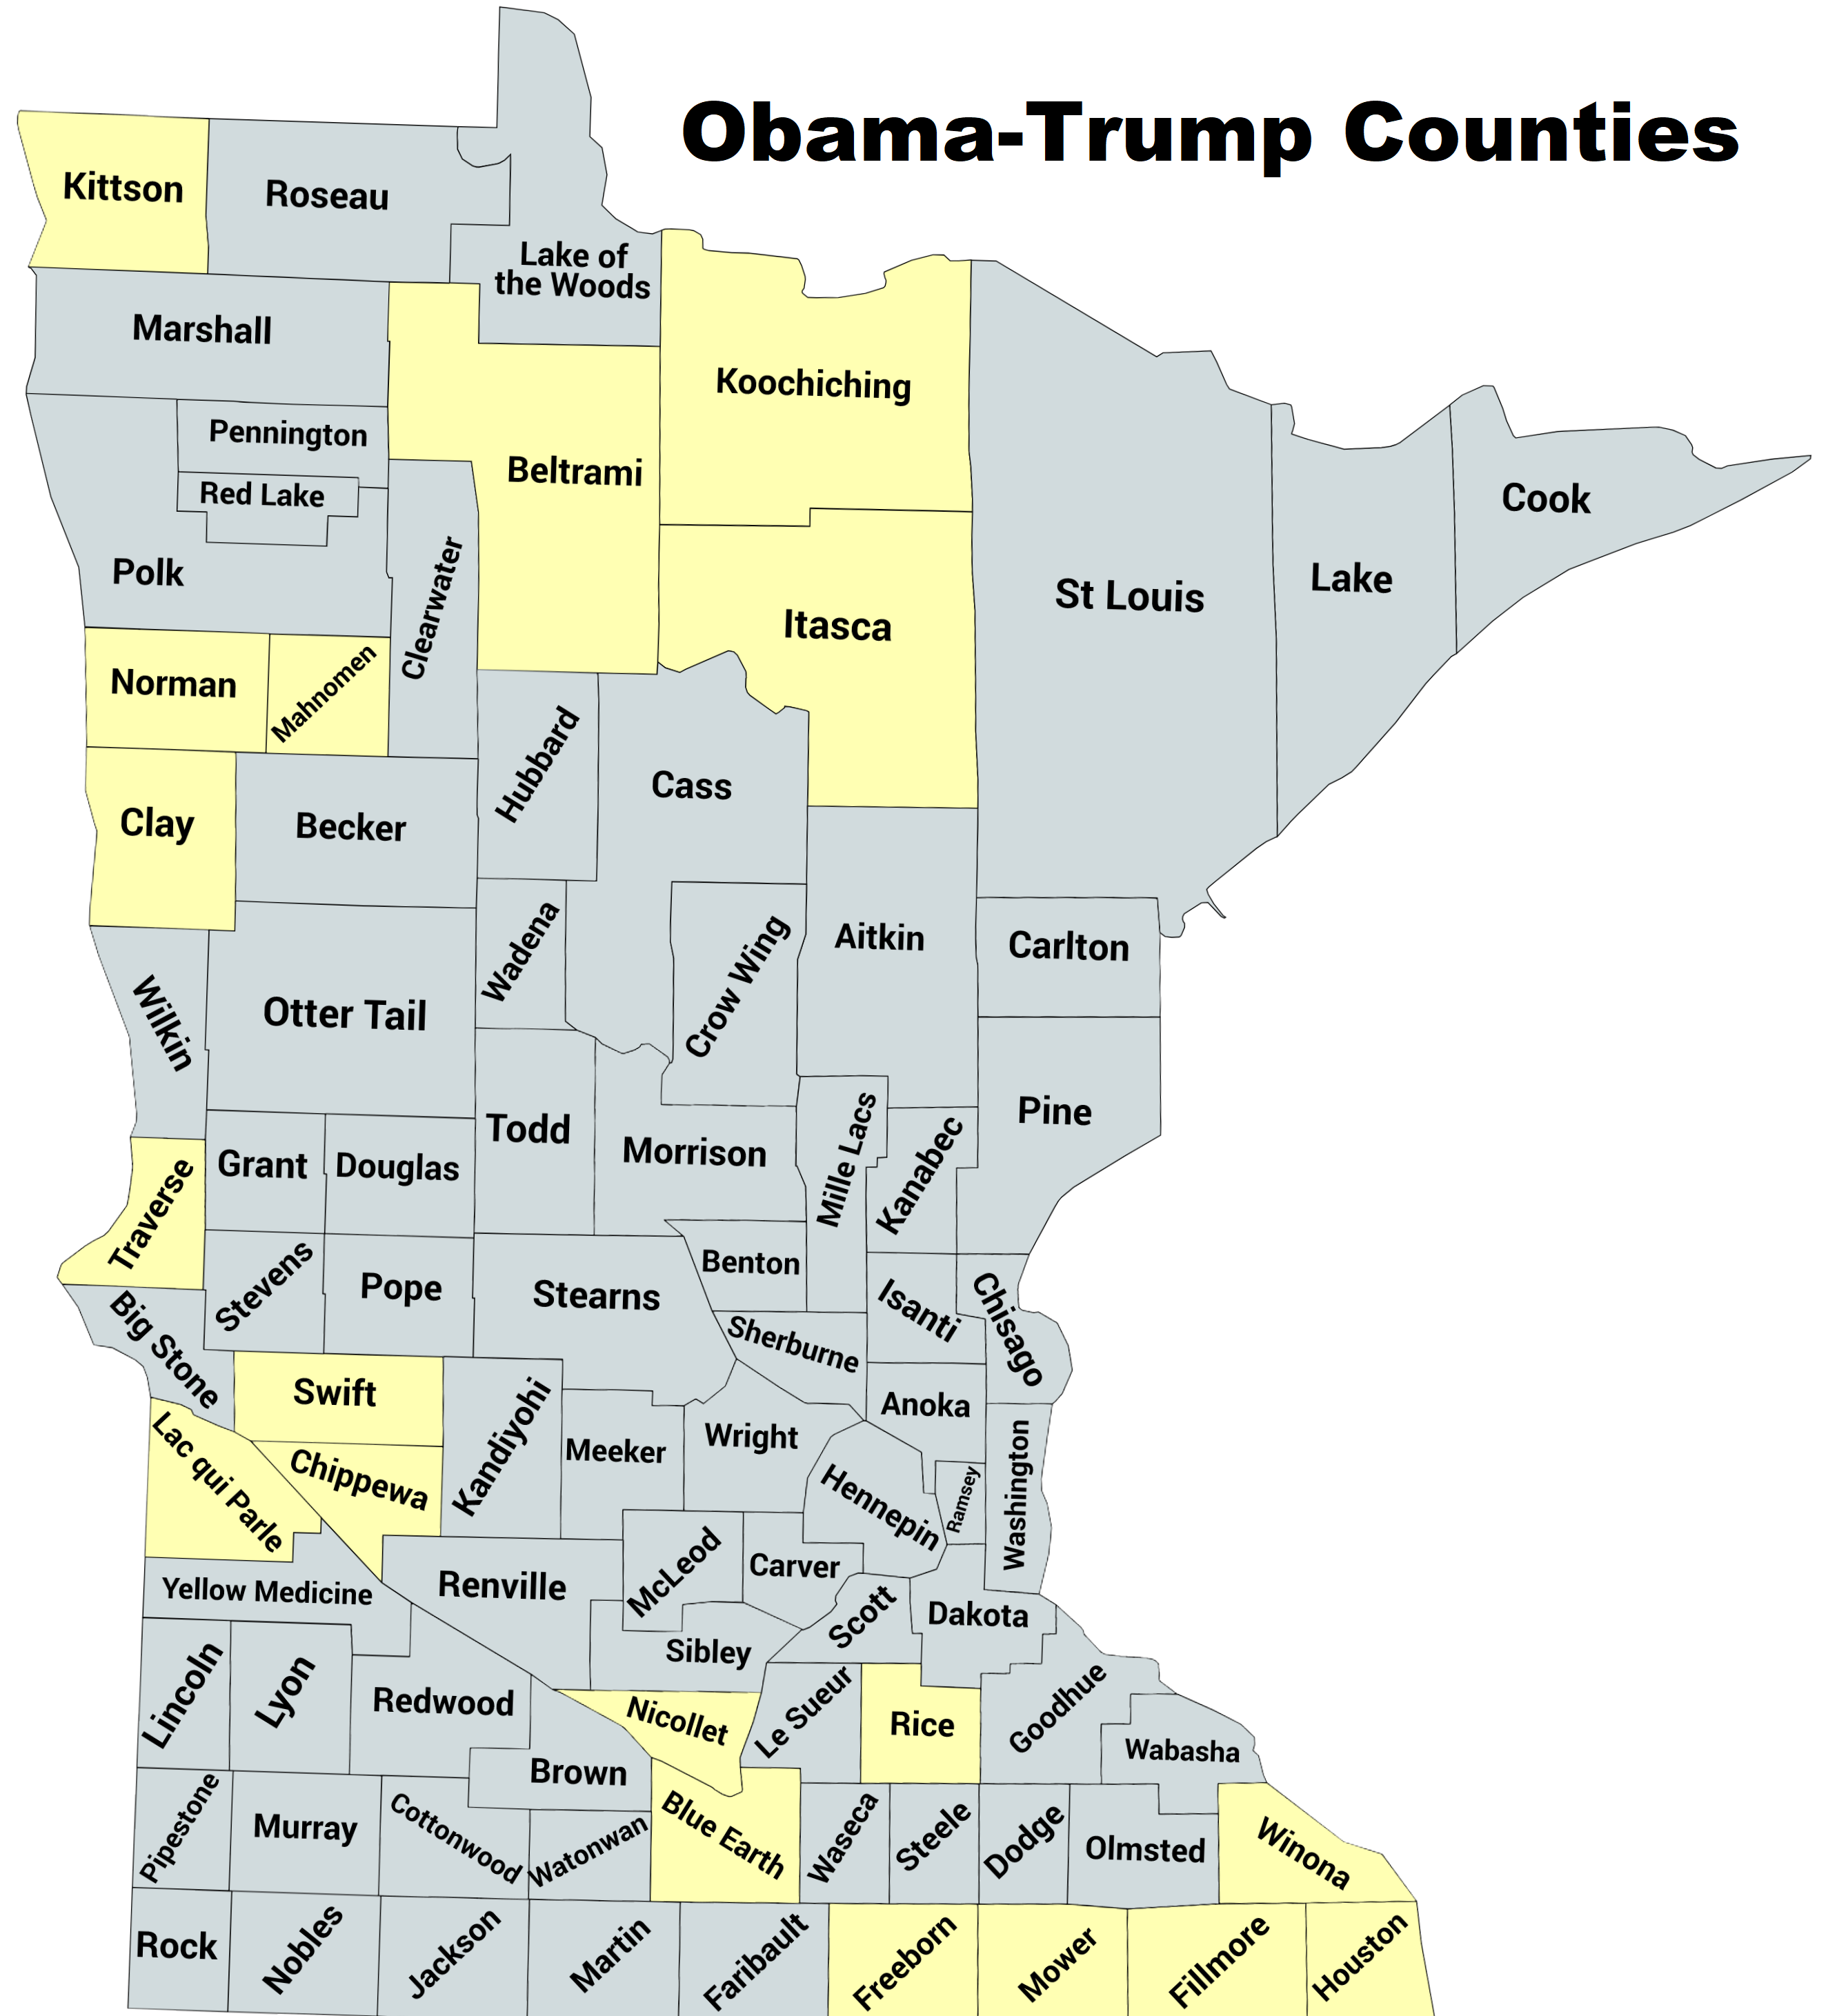 Obama-Trump Counties
Kittson
Roseau
Lake of
the Woods
Marshall
Koochiching
Pennington
Beltrami
Red Lake
Cook
Polk
Clearwater
Lake
St Louis
Itasca
Norman
Mahnomen
Hubbard
Cass
Clay
Becker
Wadena
Crow Wing
Aitkin
Carlton
Wilkin
Otter Tail
Todd
Morrison
Mille Lacs
Kanabec
Pine
Traverse
Grant
Douglas
Stevens
Pope
Stearns
Benton
Isanti
Chisago
Big Stone
Sherburne
Swift
Kandiyohi
Meeker
Wright
Anoka
Lac qui Parle
Chippewa
Hennepin
Ramsey
Washington
Yellow Medicine
Renville
McLeod
Carver
Scott
Dakota
Sibley
Lincoln
Lyon
Redwood
Nicollet
Le Sueur
Rice
Goodhue
Wabasha
Brown
Pipestone
Murray
Cottonwood
Watonwan
Blue Earth
Waseca
Steele
Dodge
Olmsted
Winona
Rock
Nobles
Jackson
Martin
Faribault
Freeborn
Mower
Fillmore
Houston